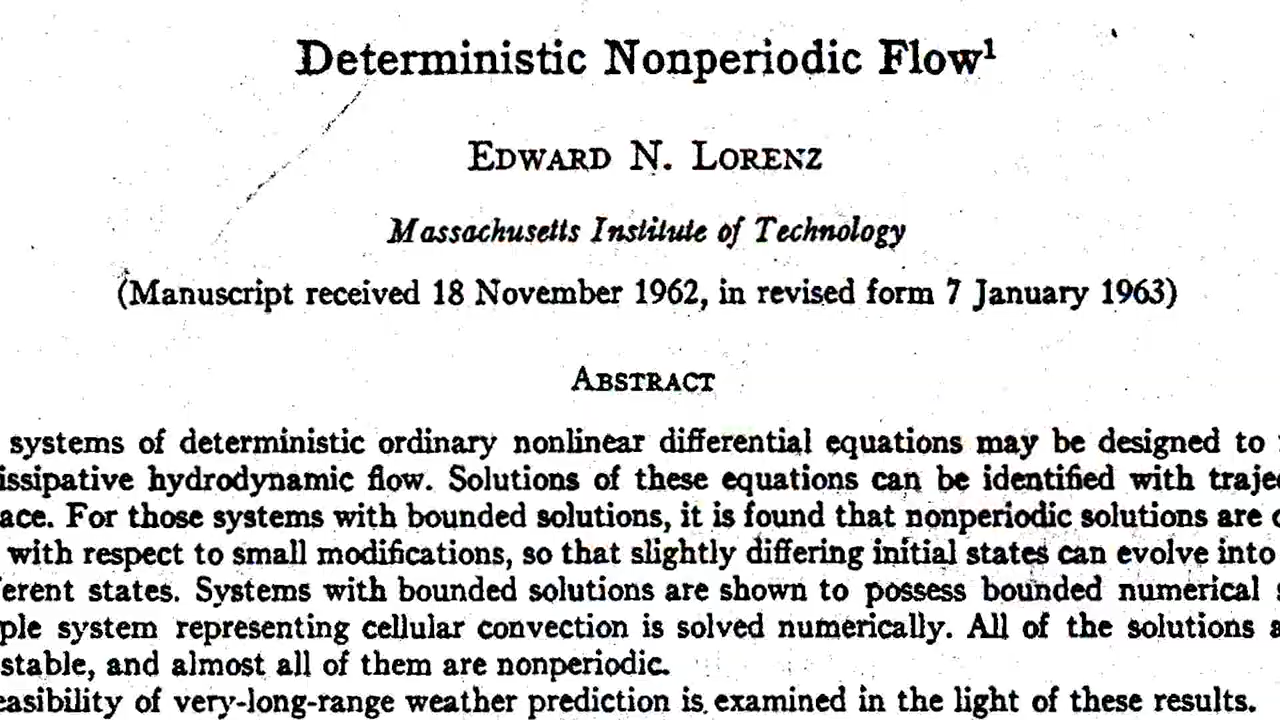 Deterministic Nonperiodic Flow¹
EDWARD N. LORENZ
Massachusetts Institute of Technology
(Manuscript received 18 November 1962, in revised form 7 January 1963)
ABSTRACT
systems of deterministic ordinary nonlinear differential equations may be designed to
issipative hydrodynamic flow. Solutions of these equations can be identified with traje
ace. For those systems with bounded solutions, it is found that nonperiodic solutions are
with respect to small modifications, so that slightly differing initial states can evolve into
erent states. Systems with bounded solutions are shown to possess bounded numerical
ple system representing cellular convection is solved numerically. All of the solutions
stable, and almost all of them are nonperiodic.
easibility of very-long-range weather prediction is examined in the light of these results.